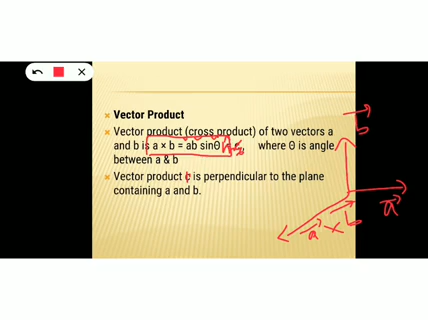 Vector Product
Vector product (cross product) of two vectors a
and b is a × b = ab sinΘ n where Θ is angle
between a & b
Vector product c is perpendicular to the plane
containing a and b.
b
a
a × b